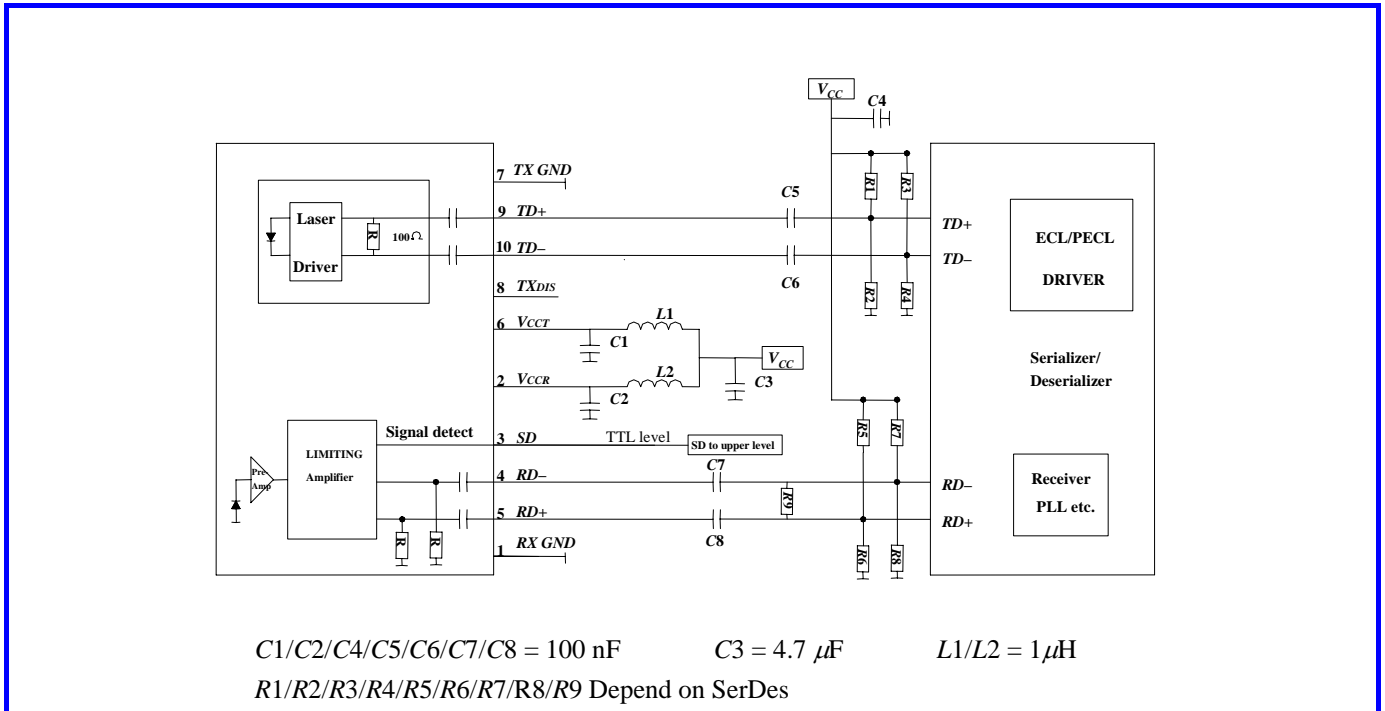 VCC
C4
7 TX GND
R1
R3
C5
Laser
Driver
R
100Ω
9 TD+
TD+
ECL/PECL
DRIVER
10 TD−
TD−
C6
R2
R4
8 TXDIS
L1
6 VCCT
C1
VCC
Serializer/
Deserializer
L2
2 VCCR
C2
C3
Signal detect
3 SD
TTL level
SD to upper level
R5
R7
LIMITING
Amplifier
Pre-
Amp
C7
4 RD−
RD−
R9
Receiver
PLL etc.
5 RD+
RD+
C8
R
R
1 RX GND
R6
R8
C1/C2/C4/C5/C6/C7/C8 = 100 nF C3 = 4.7 μF L1/L2 = 1μH
R1/R2/R3/R4/R5/R6/R7/R8/R9 Depend on SerDes